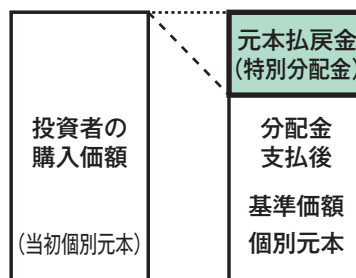 投資者の
購入価額
(当初個別元本)
元本払戻金
(特別分配金)
分配金
支払後
基準価額
個別元本